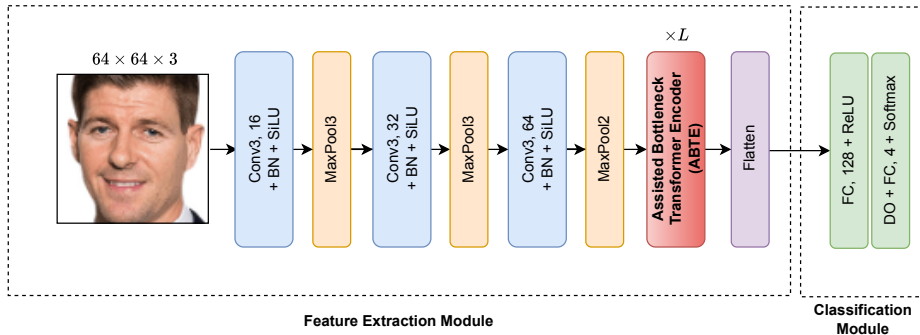 64 × 64 × 3
Conv3, 16
+ BN + SiLU
MaxPool3
Conv3, 32
+ BN + SiLU
MaxPool3
Conv3, 64
+ BN + SiLU
MaxPool2
×L
Assisted Bottleneck
Transformer Encoder
(ABTE)
Flatten
FC, 128 + ReLU
DO + FC, 4 + Softmax
Feature Extraction Module
Classification
Module